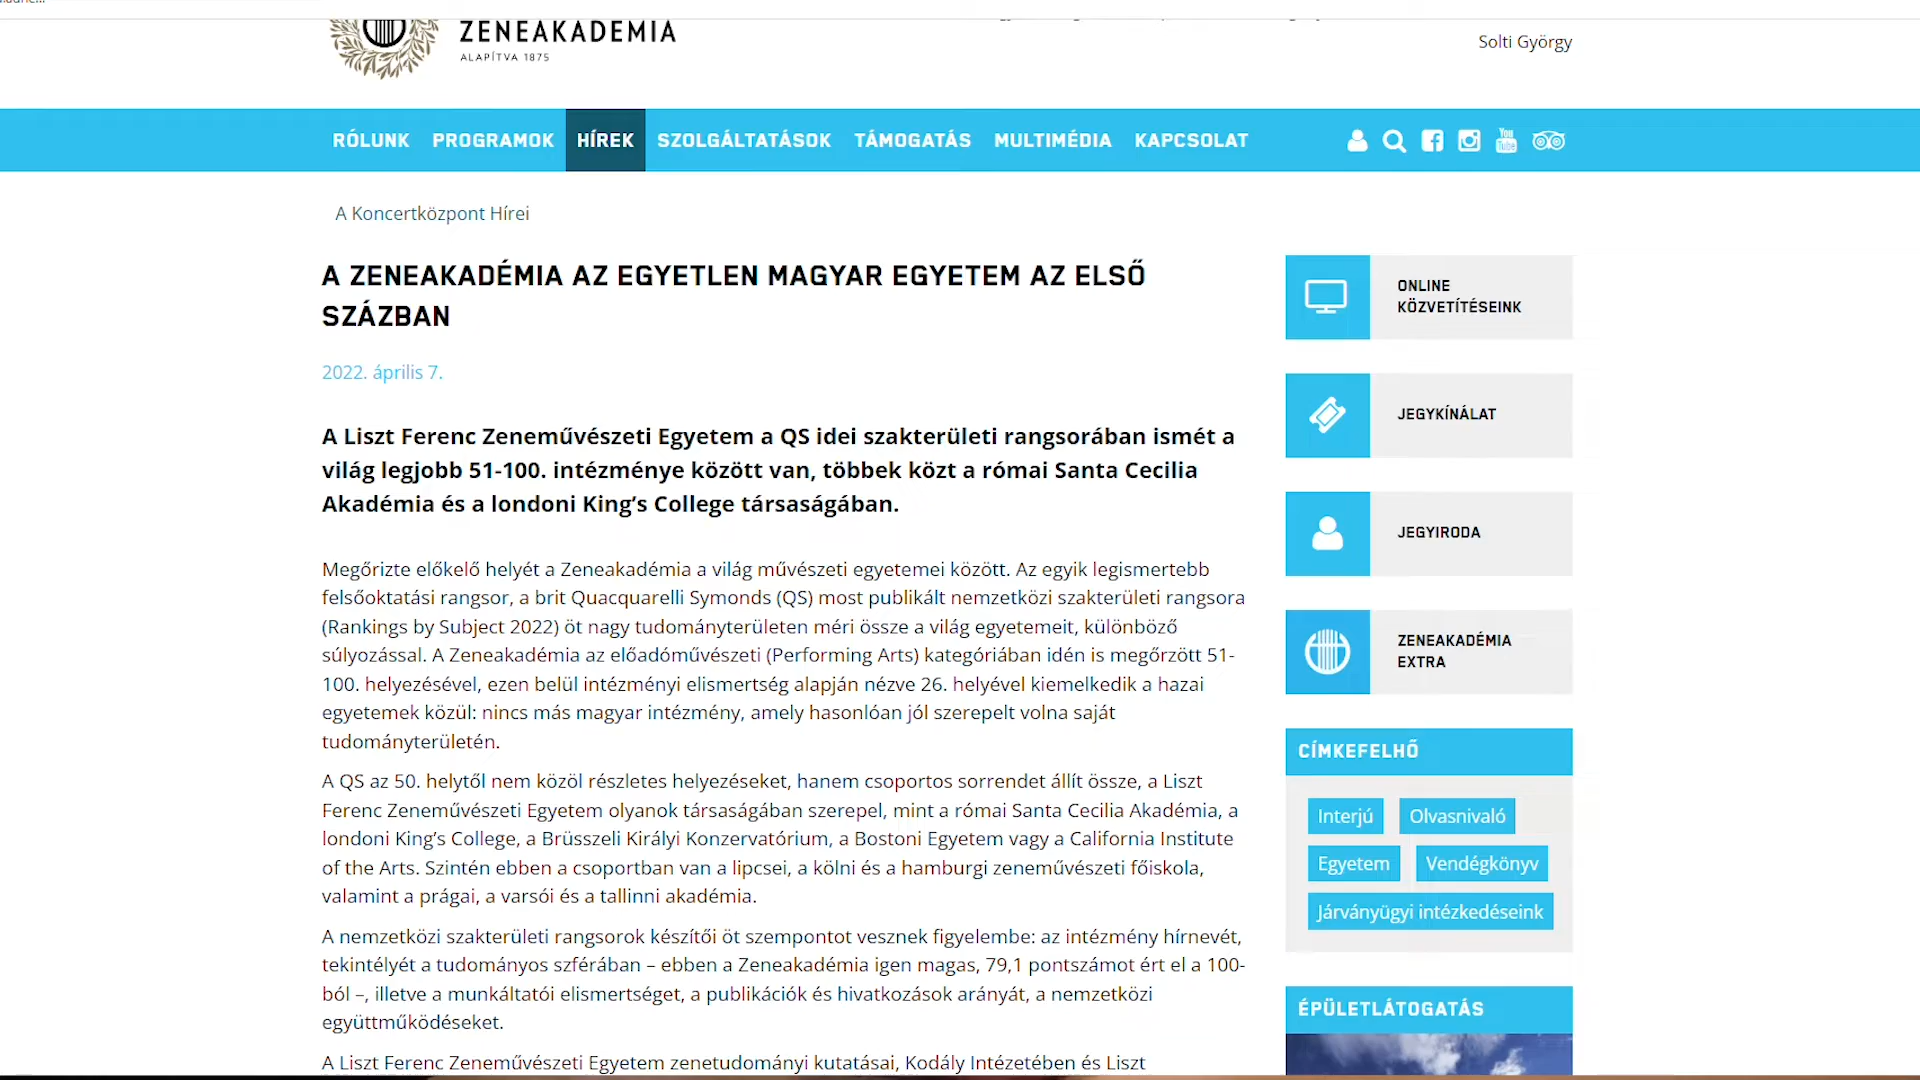 ZENEAKADÉMIA
ALAPÍTVA 1875
Solti György
RÓLUNK PROGRAMOK HÍREK SZOLGÁLTATÁSOK TÁMOGATÁS MULTIMÉDIA KAPCSOLAT
You
Tube
A Koncertközpont Hírei
A ZENEAKADÉMIA AZ EGYETLEN MAGYAR EGYETEM AZ ELSŐ
SZÁZBAN
2022. április 7.
A Liszt Ferenc Zeneművészeti Egyetem a QS idei szakterületi rangsorában ismét a
világ legjobb 51-100. intézménye között van, többek közt a római Santa Cecilia
Akadémia és a londoni King’s College társaságában.
Megőrizte előkelő helyét a Zeneakadémia a világ művészeti egyetemei között. Az egyik legismertebb
felsőoktatási rangsor, a brit Quacquarelli Symonds (QS) most publikált nemzetközi szakterületi rangsora
(Rankings by Subject 2022) öt nagy tudományterületen méri össze a világ egyetemeit, különböző
súlyozással. A Zeneakadémia az előadóművészeti (Performing Arts) kategóriában idén is megőrzött 51-
100. helyezésével, ezen belül intézményi elismertség alapján nézve 26. helyével kiemelkedik a hazai
egyetemek közül: nincs más magyar intézmény, amely hasonlóan jól szerepelt volna saját
tudományterületén.
A QS az 50. helytől nem közöl részletes helyezéseket, hanem csoportos sorrendet állít össze, a Liszt
Ferenc Zeneművészeti Egyetem olyanok társaságában szerepel, mint a római Santa Cecilia Akadémia, a
londoni King’s College, a Brüsszeli Királyi Konzervatórium, a Bostoni Egyetem vagy a California Institute
of the Arts. Szintén ebben a csoportban van a lipcsei, a kölni és a hamburgi zeneművészeti főiskola,
valamint a prágai, a varsói és a tallinni akadémia.
A nemzetközi szakterületi rangsorok készítői öt szempontot vesznek figyelembe: az intézmény hírnevét,
tekintélyét a tudományos szférában – ebben a Zeneakadémia igen magas, 79,1 pontszámot ért el a 100-
ból –, illetve a munkáltatói elismertséget, a publikációk és hivatkozások arányát, a nemzetközi
együttműködéseket.
A Liszt Ferenc Zeneművészeti Egyetem zenetudományi kutatásai, Kodály Intézetében és Liszt
ONLINE
KÖZVETÍTÉSEINK
JEGYKÍNÁLAT
JEGYIRODA
ZENEAKADÉMIA
EXTRA
CÍMKEFELHŐ
Interjú Olvasnivaló
Egyetem Vendégkönyv
Járványügyi intézkedéseink
ÉPÜLETLÁTOGATÁS